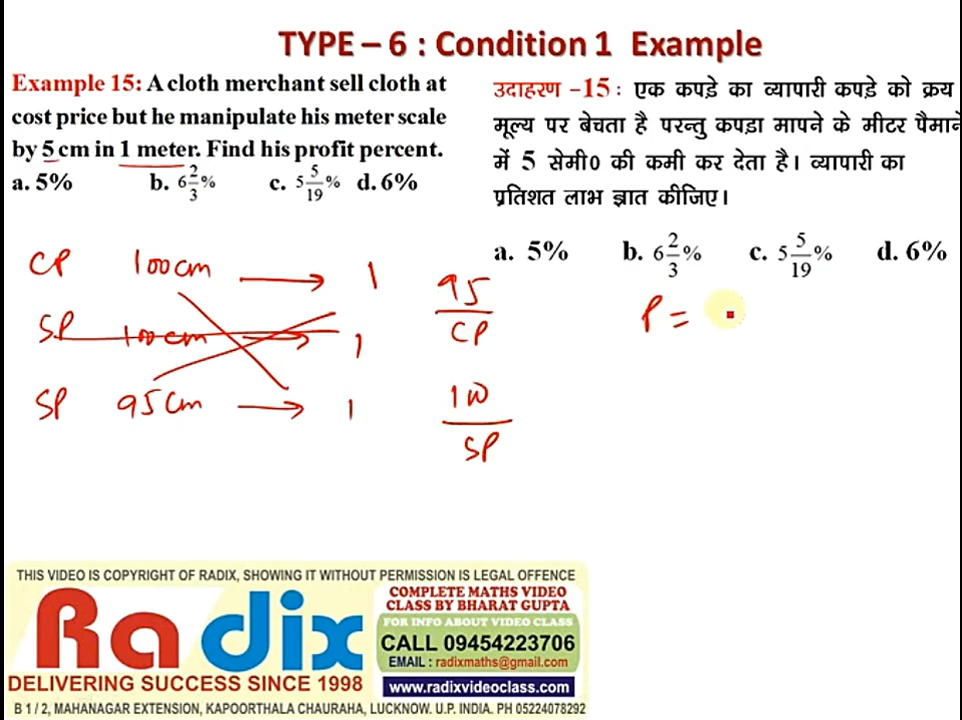 TYPE – 6 : Condition 1 Example
Example 15: A cloth merchant sell cloth at
cost price but he manipulate his meter scale
by 5 cm in 1 meter. Find his profit percent.
a. 5% b. 6 2/3 % c. 5 5/19 % d. 6%
उदाहरण -15 : एक कपड़े का व्यापारी कपड़े को क्रय
मूल्य पर बेचता है परन्तु कपड़ा मापने के मीटर पैमाने
में 5 सेमी0 की कमी कर देता है। व्यापारी का
प्रतिशत लाभ ज्ञात कीजिए।
a. 5% b. 6 2/3 % c. 5 5/19 % d. 6%
CP 100cm → 1 95/CP
SP 100cm → 1
SP 95cm → 1 100/SP
P =
THIS VIDEO IS COPYRIGHT OF RADIX, SHOWING IT WITHOUT PERMISSION IS LEGAL OFFENCE
Radix
DELIVERING SUCCESS SINCE 1998
COMPLETE MATHS VIDEO
CLASS BY BHARAT GUPTA
FOR INFO ABOUT VIDEO CLASS
CALL 09454223706
EMAIL : radixmaths@gmail.com
www.radixvideoclass.com
B 1 / 2, MAHANAGAR EXTENSION, KAPOORTHALA CHAURAHA, LUCKNOW. U.P. INDIA. PH 05224078292